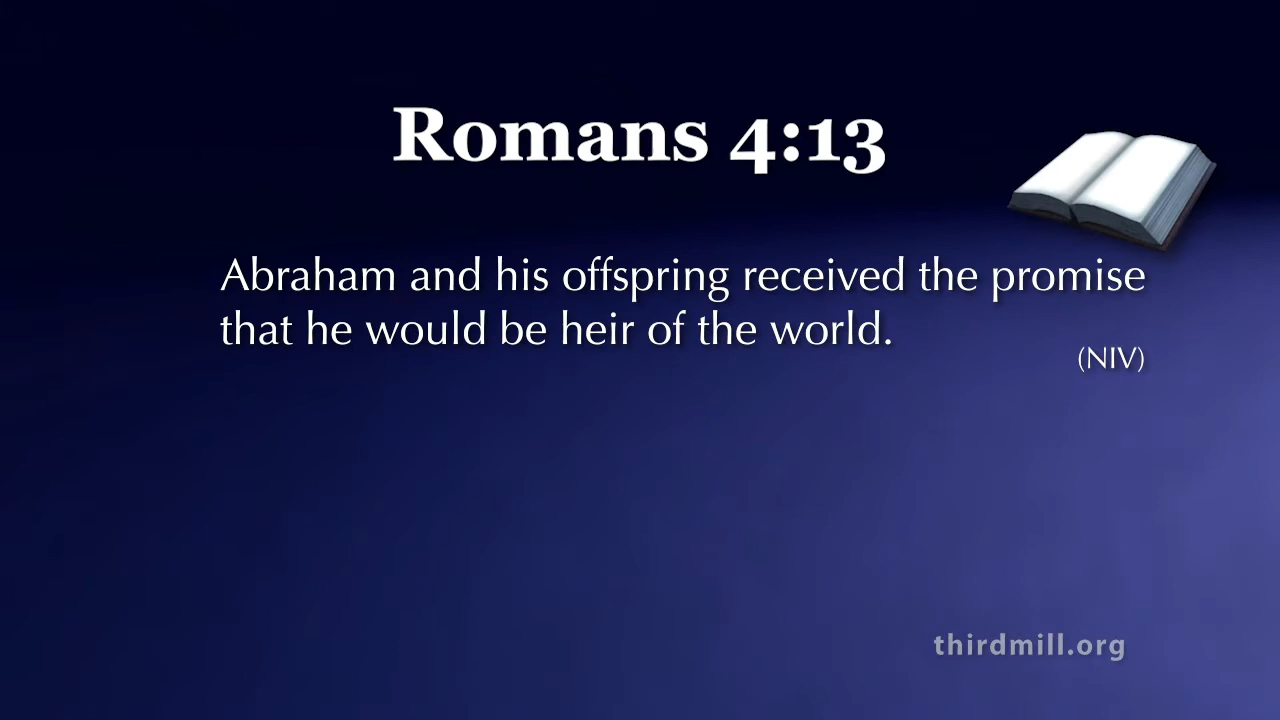 Romans 4:13
Abraham and his offspring received the promise
that he would be heir of the world.
(NIV)
thirdmill.org